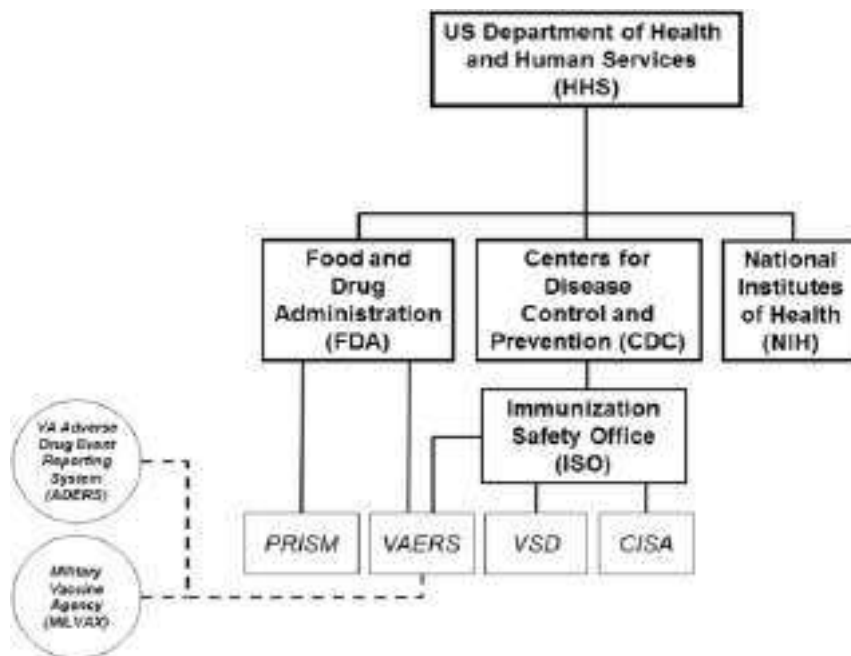 US Department of Health
and Human Services
(HHS)
Food and
Drug
Administration
(FDA)
Centers for
Disease
Control and
Prevention (CDC)
National
Institutes
of Health
(NIH)
Immunization
Safety Office
(ISO)
VA Adverse
Drug Event
Reporting
System
(ADERS)
PRISM
VAERS
VSD
CISA
Military
Vaccine
Agency
(MILVAX)